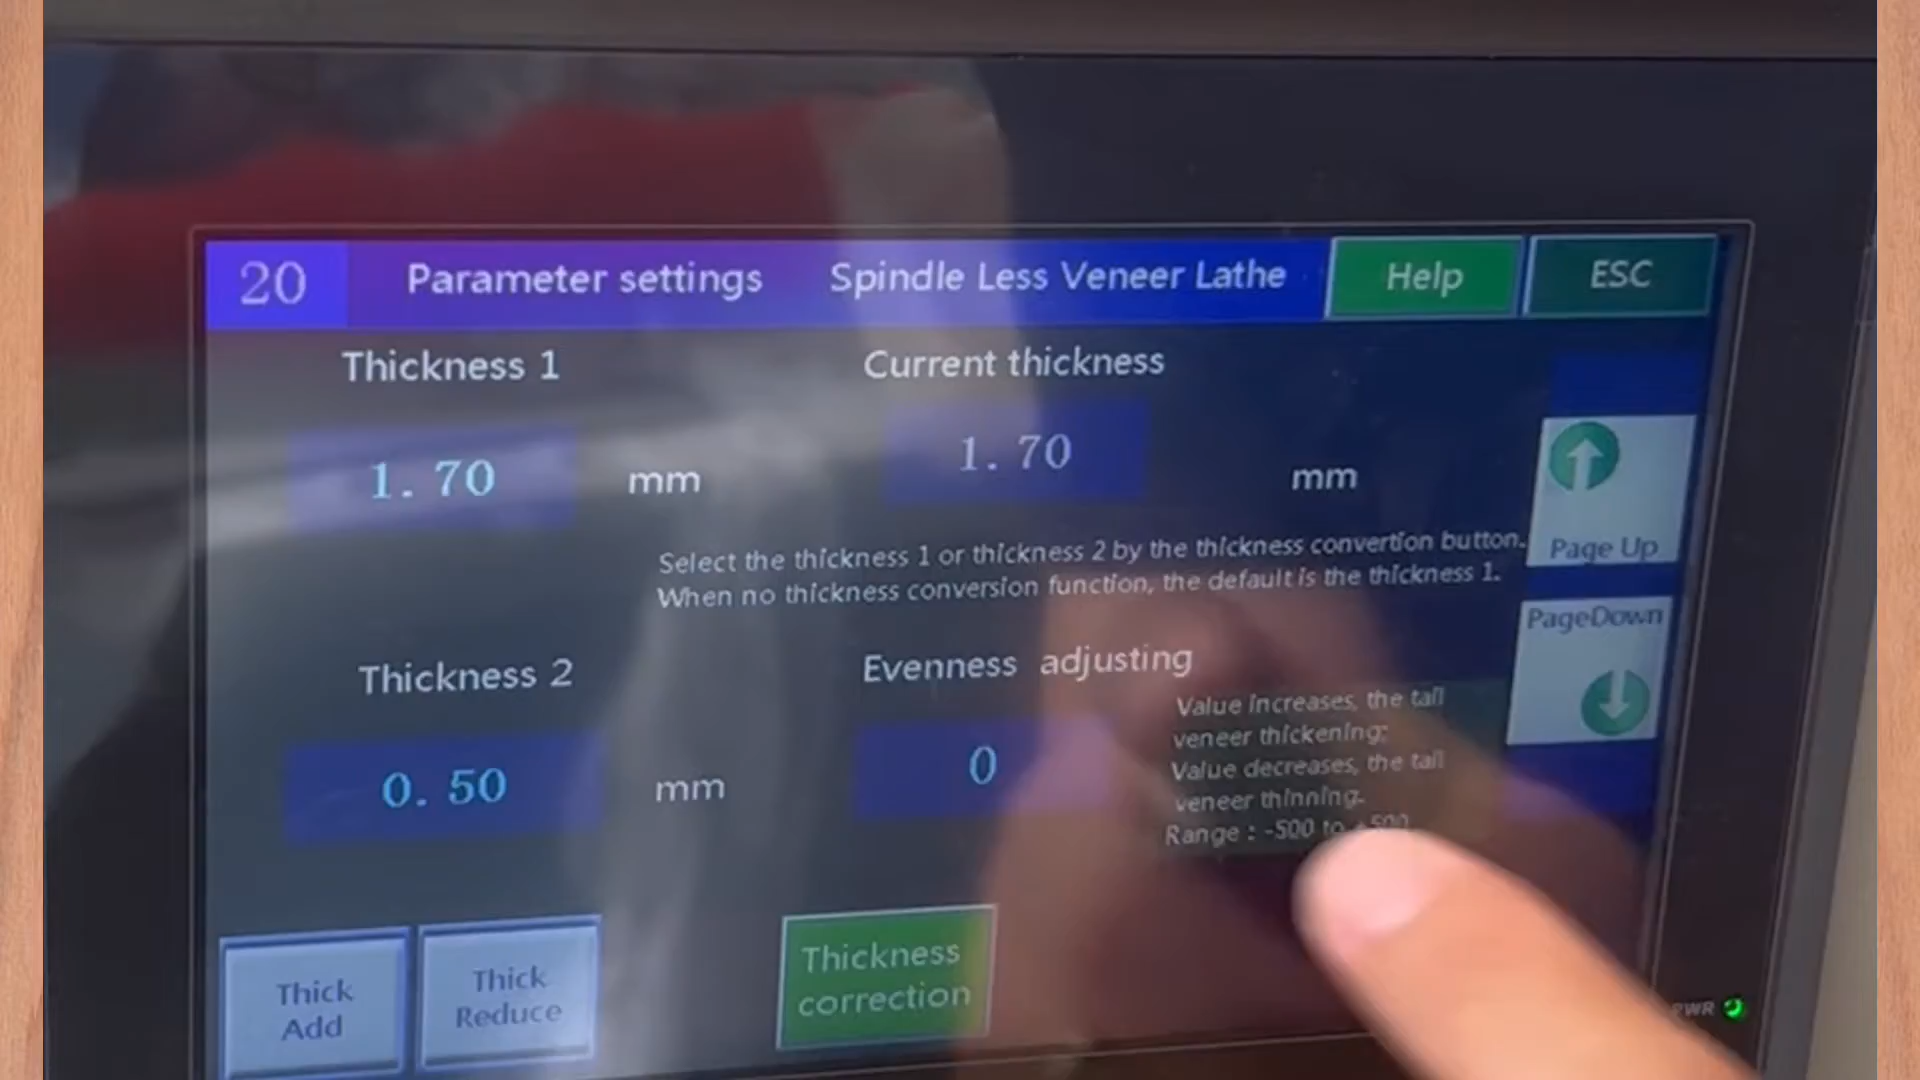 20 Parameter settings Spindle Less Veneer Lathe Help ESC
Thickness 1
Current thickness
1.70 mm
1.70 mm
Select the thickness 1 or thickness 2 by the thickness convertion button.
When no thickness conversion function, the default is the thickness 1.
Page Up
PageDown
Thickness 2
Evenness adjusting
0.50 mm
0
Value increases, the tail
veneer thickening;
Value decreases, the tail
veneer thinning.
Range : -500 to +500
Thick
Add
Thick
Reduce
Thickness
correction
PWR